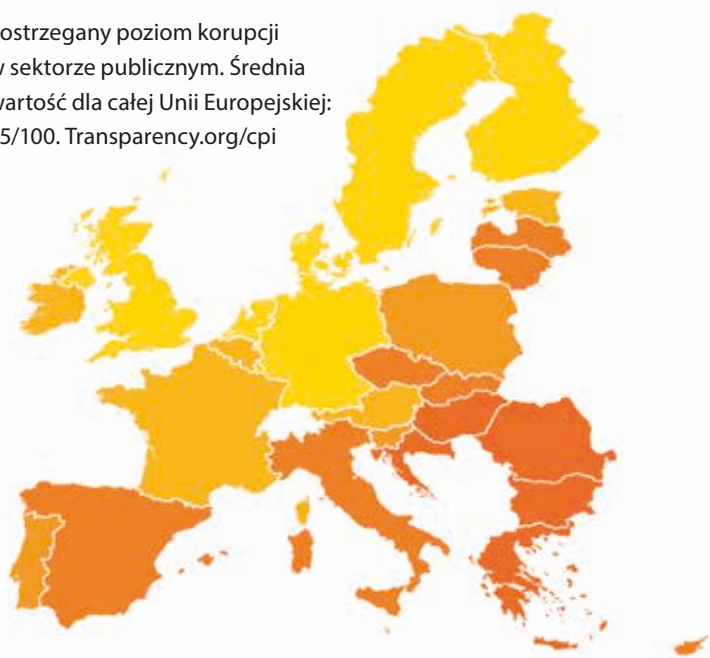 ostrzegany poziom korupcji
w sektorze publicznym. Średnia
wartość dla całej Unii Europejskiej:
5/100. Transparency.org/cpi